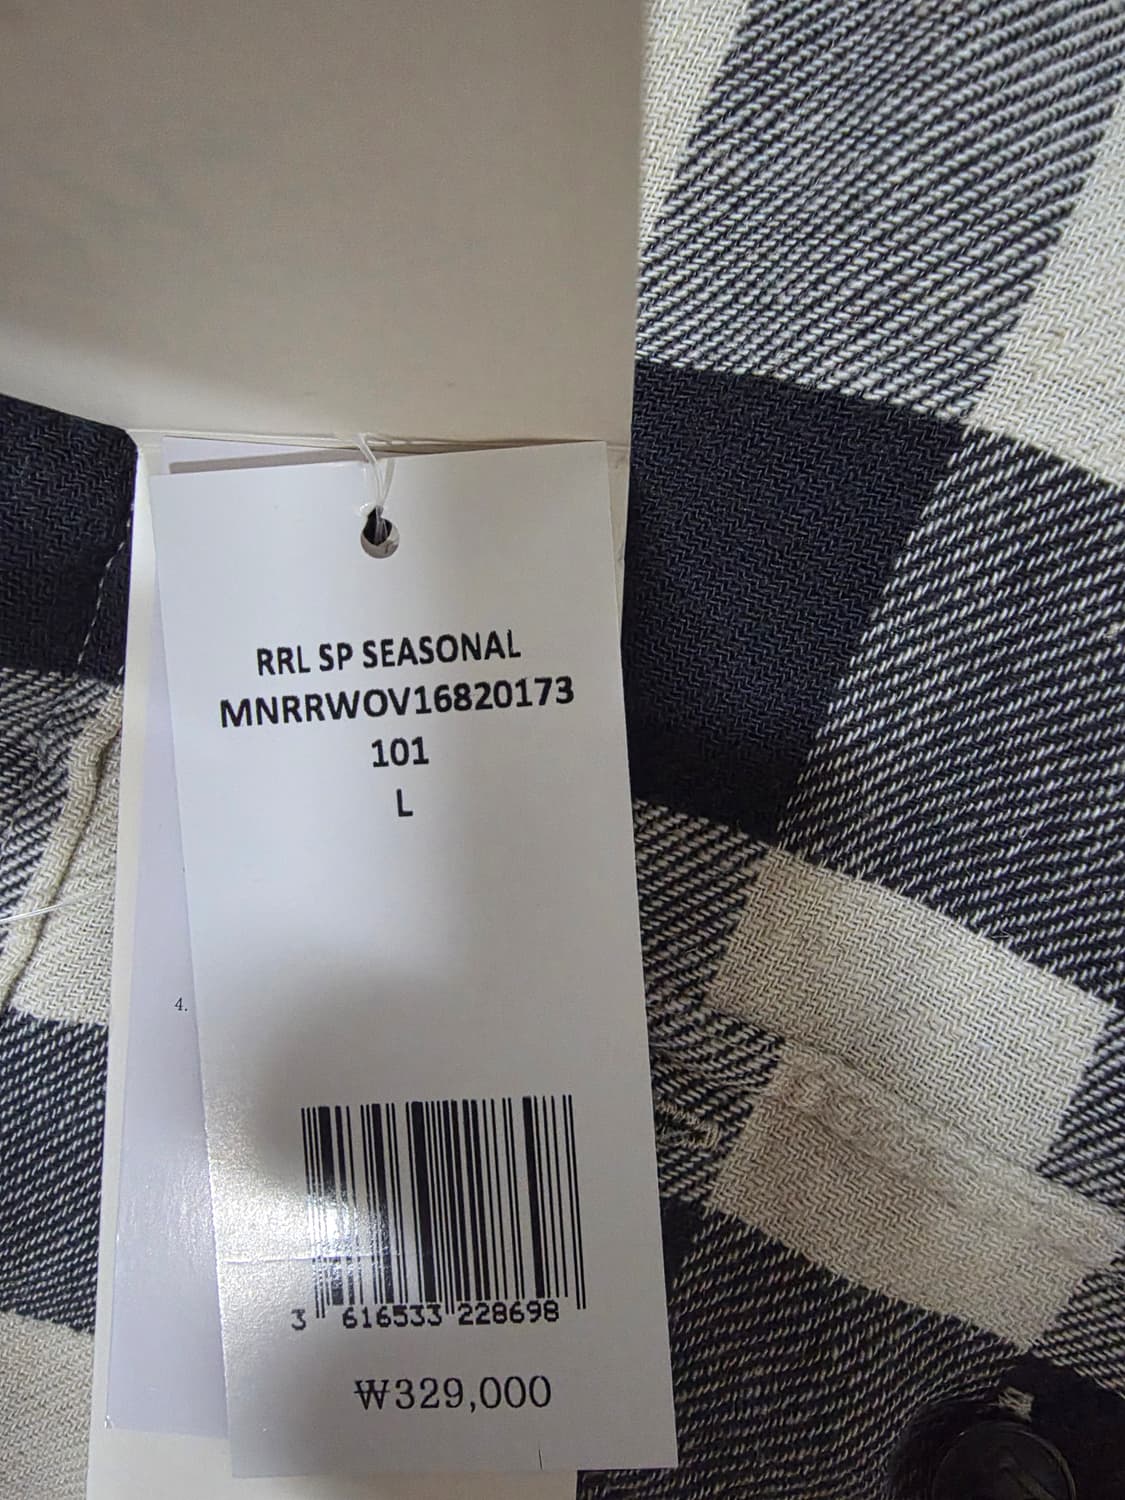 RRL SP SEASONAL
MNRRWOV16820173
101
L
4.
3 616533 228698
₩329,000